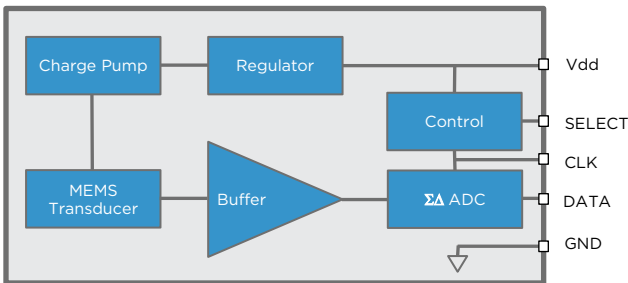 Charge Pump
Regulator
Vdd
Control
SELECT
CLK
MEMS
Transducer
Buffer
ΣΔ ADC
DATA
GND